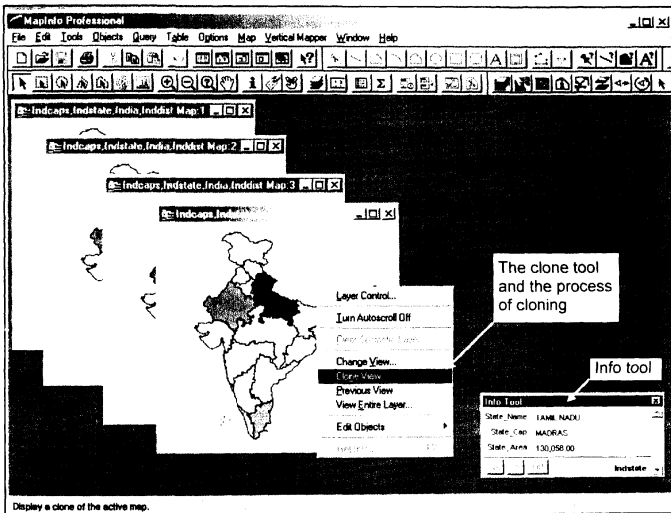 MapInfo Professional
File Edit Tools Objects Query Table Options Map Vertical Mapper Window Help
Indcaps,Indstate,India,Inddist Map:1
Indcaps,Indstate,India,Inddist Map:2
Indcaps,Indstate,India,Inddist Map:3
Indcaps,
Layer Control...
Turn Autoscroll Off
Change View...
Clone View
Previous View
View Entire Layer...
Edit Objects
The clone tool
and the process
of cloning
Info tool
Info Tool
State_Name TAMIL NADU
State_Cap MADRAS
State_Area 130,058.00
Indstate
Display a clone of the active map.